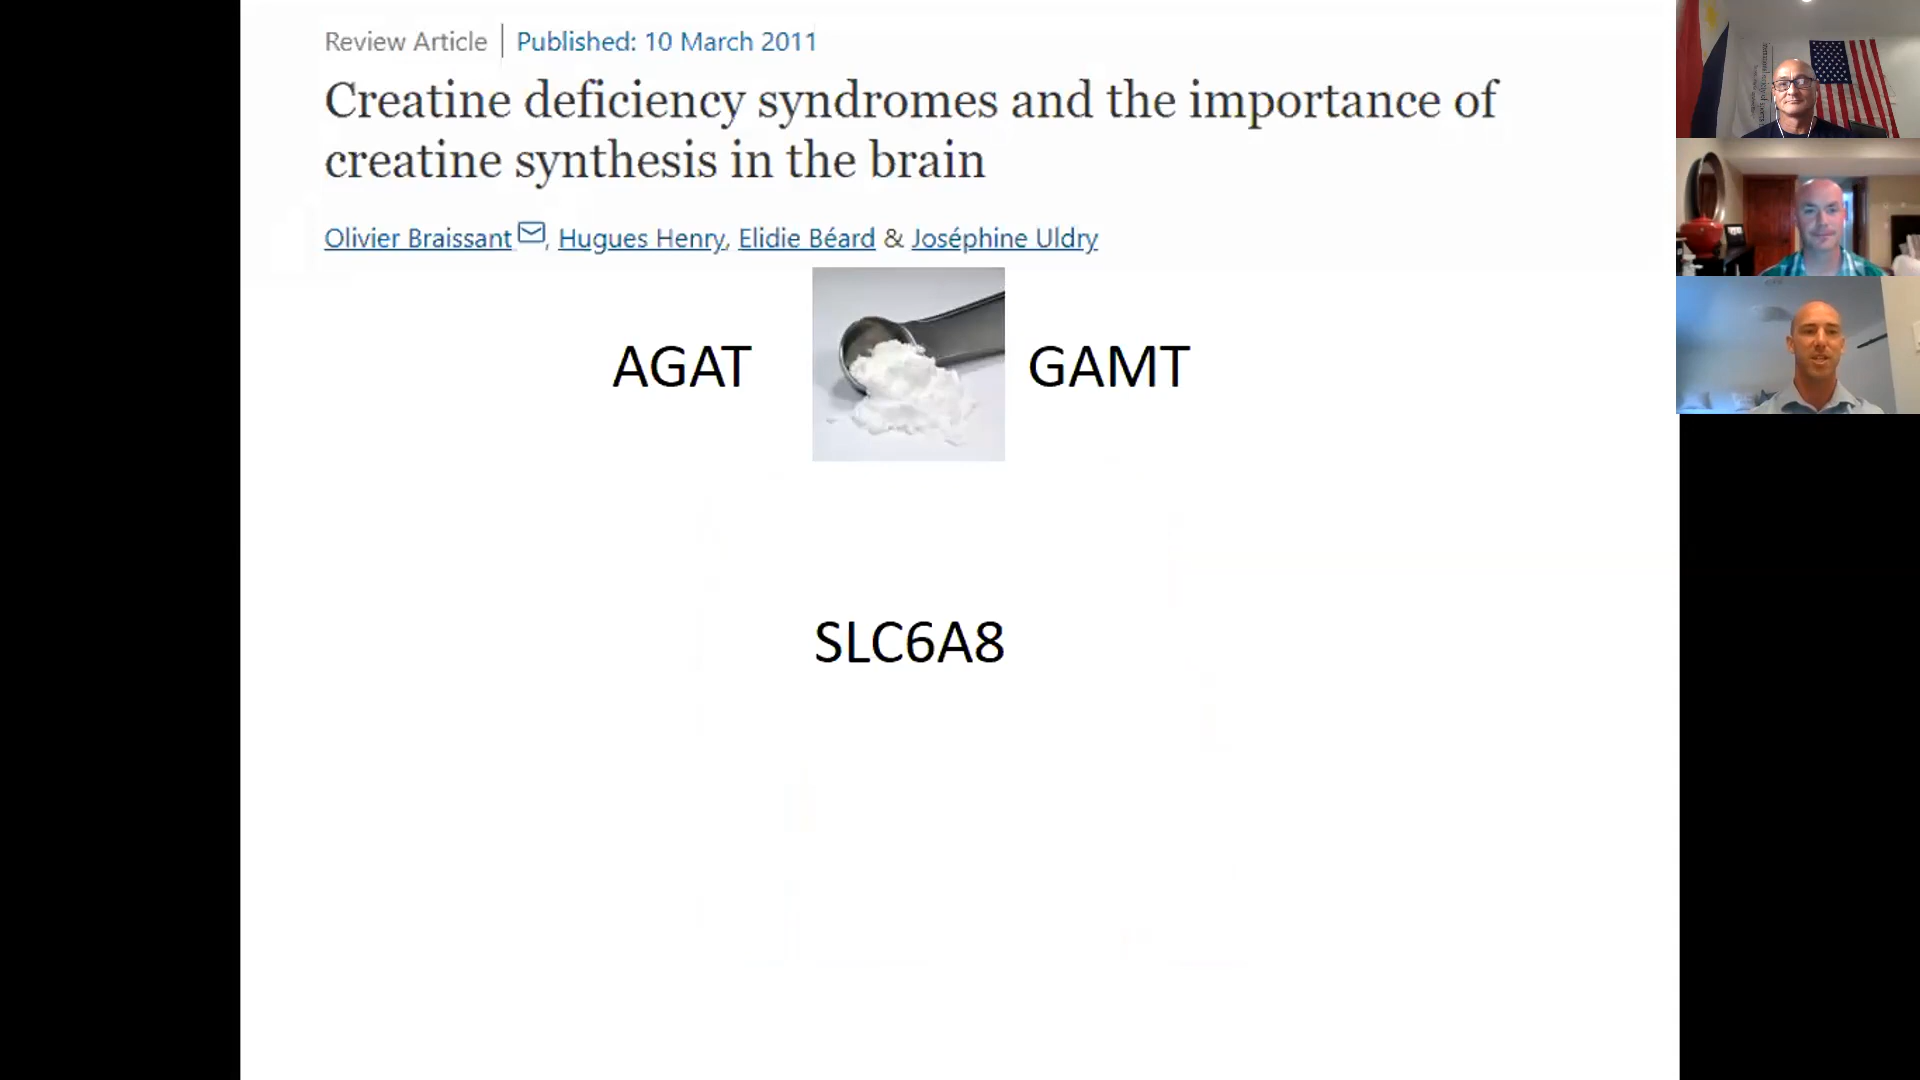 Review Article | Published: 10 March 2011
Creatine deficiency syndromes and the importance of
creatine synthesis in the brain
Olivier Braissant, Hugues Henry, Elidie Béard & Joséphine Uldry
AGAT
GAMT
SLC6A8